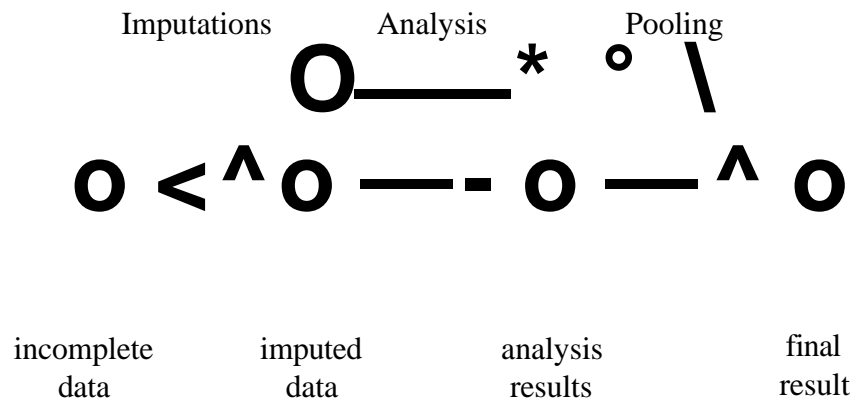 Imputations Analysis Pooling
O——* ° \
o < ^ o —- o — ^ o
incomplete imputed analysis final
data data results result